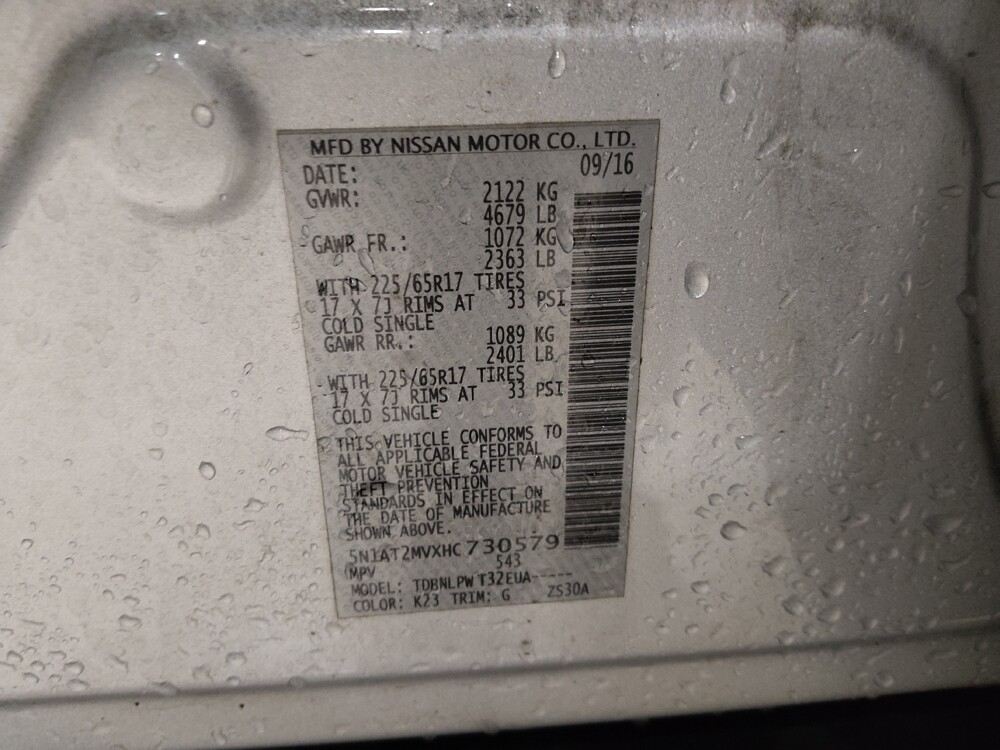 MFD BY NISSAN MOTOR CO., LTD.
DATE: 09/16
GVWR: 2122 KG
4679 LB
GAWR FR.: 1072 KG
2363 LB
WITH 225/65R17 TIRES
17 X 7J RIMS AT 33 PSI
COLD SINGLE
GAWR RR.: 1089 KG
2401 LB
WITH 225/65R17 TIRES
17 X 7J RIMS AT 33 PSI
COLD SINGLE
THIS VEHICLE CONFORMS TO
ALL APPLICABLE FEDERAL
MOTOR VEHICLE SAFETY AND
THEFT PREVENTION
STANDARDS IN EFFECT ON
THE DATE OF MANUFACTURE
SHOWN ABOVE.
5N1AT2MVXHC730579
MPV 543
MODEL: TDBNLPW T32EUA-----
COLOR: K23 TRIM: G ZS30A